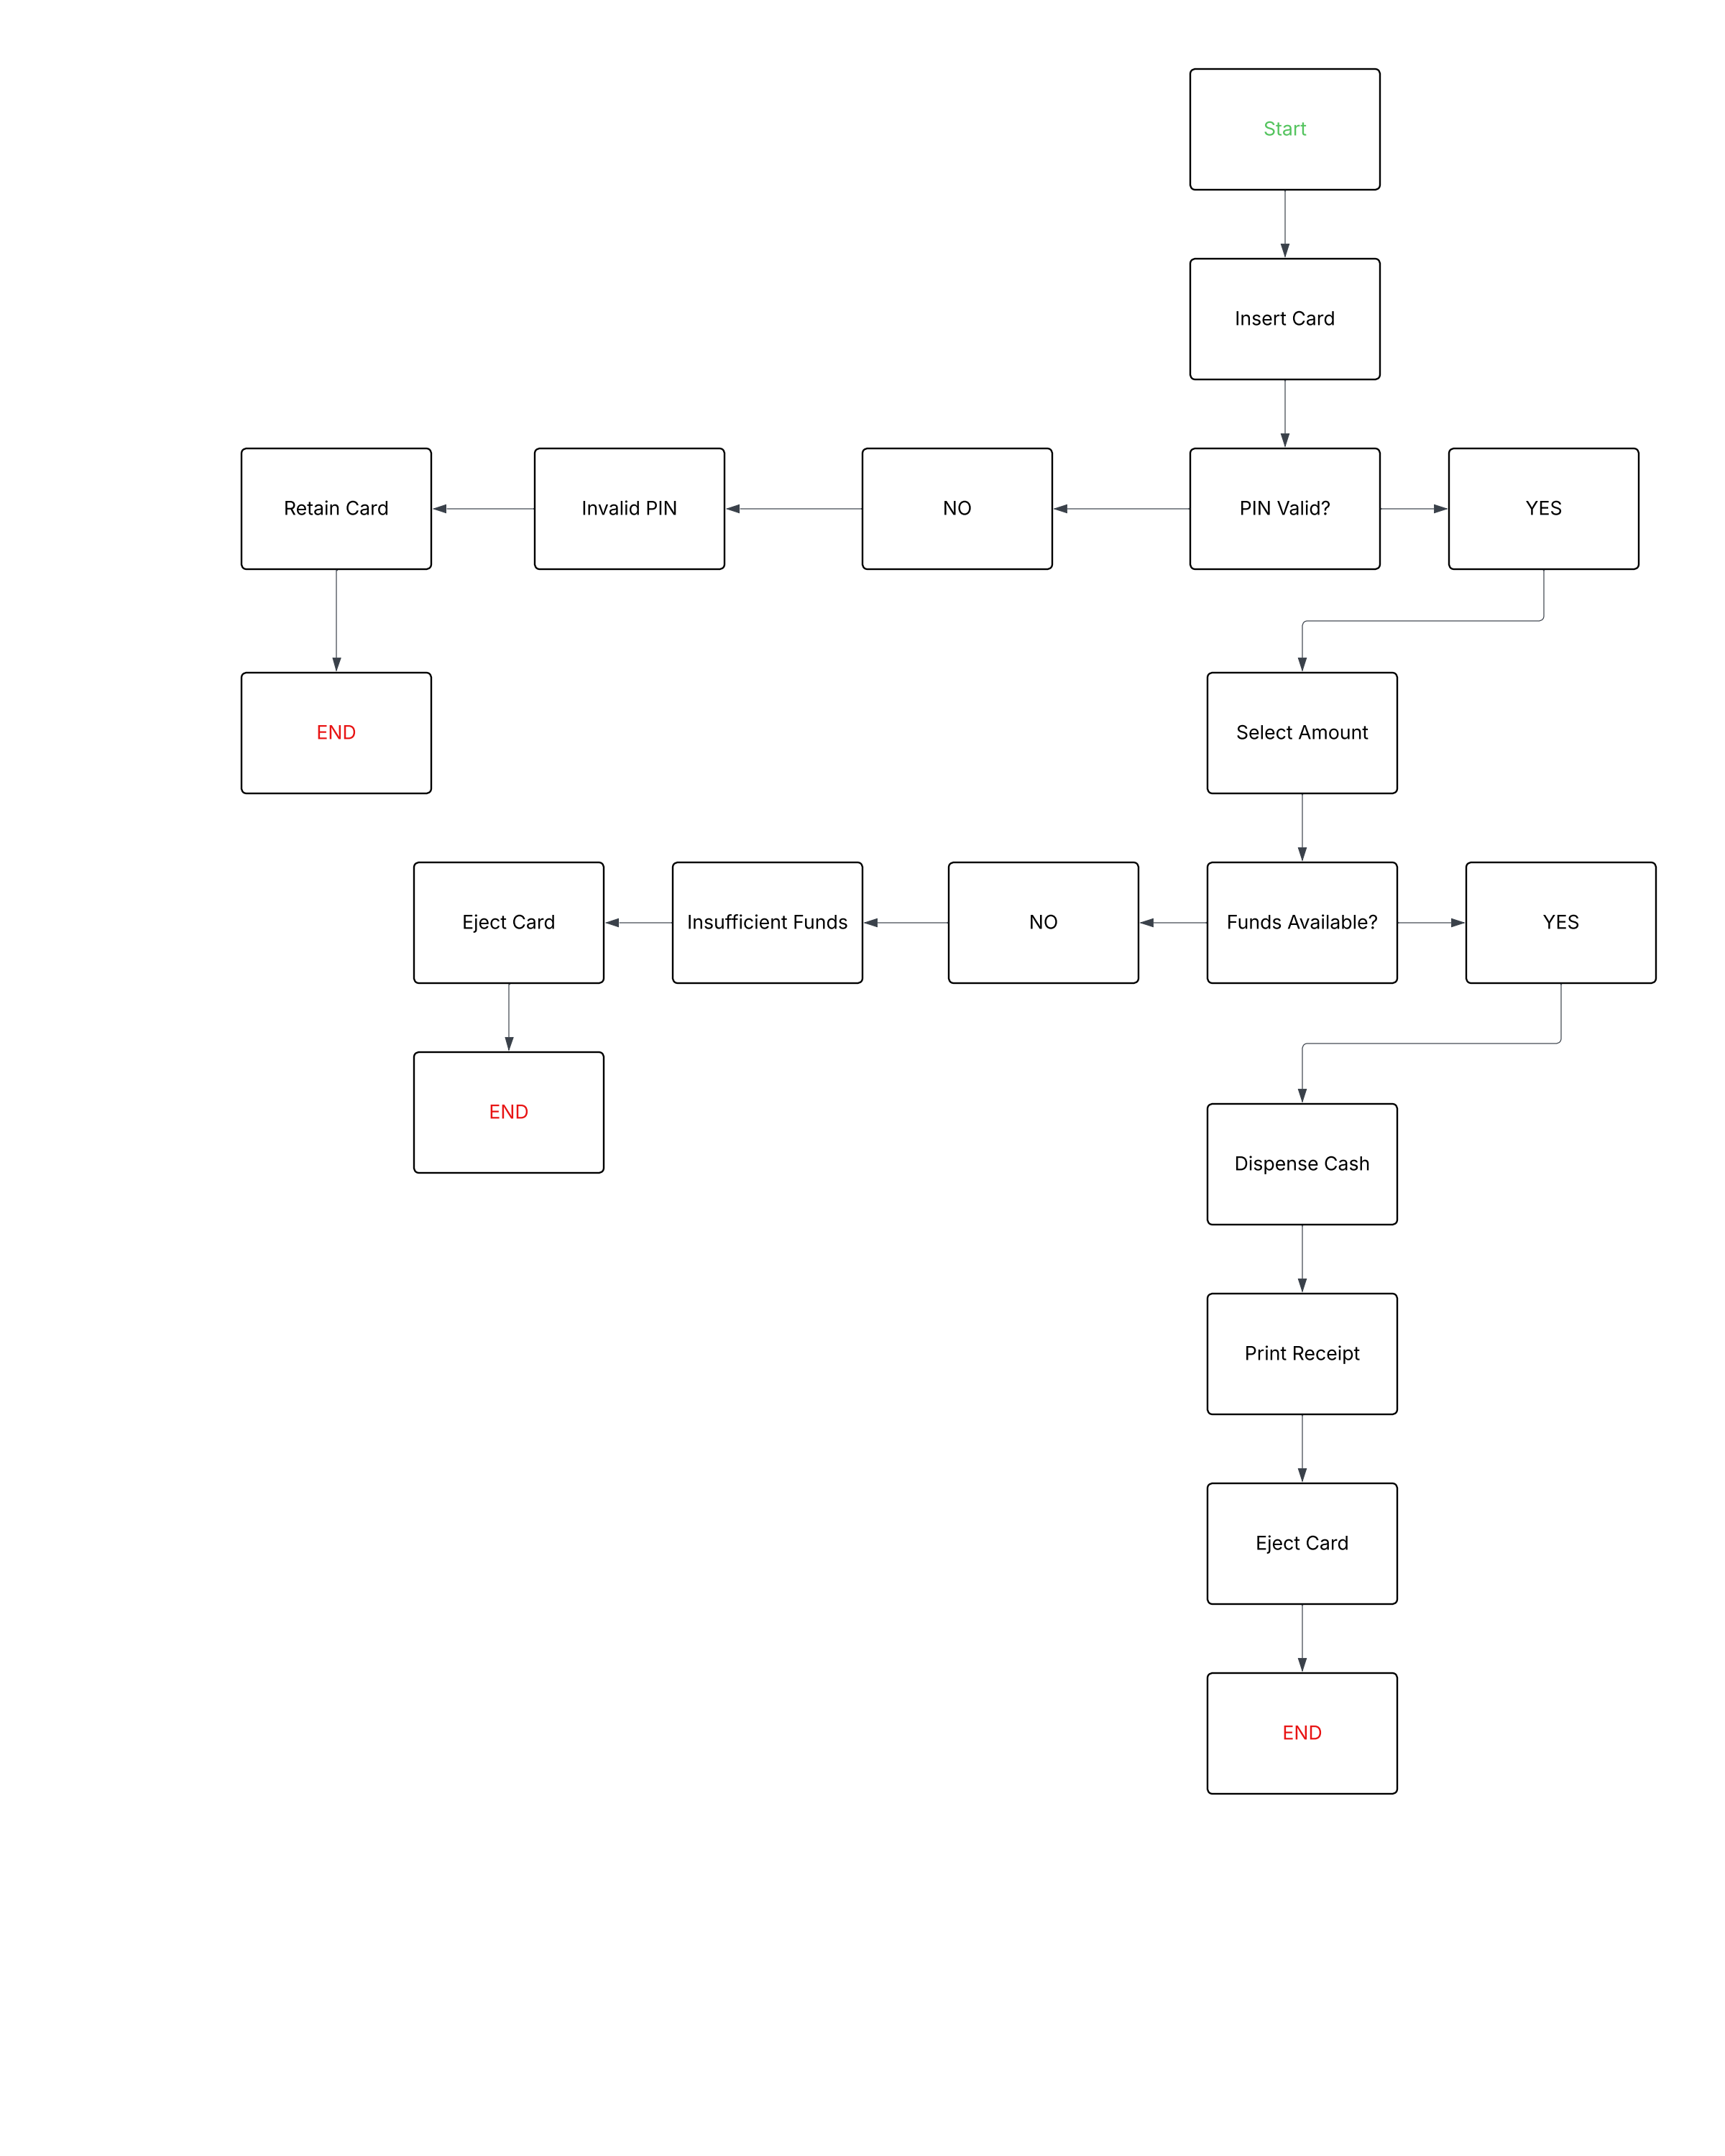 Start
Insert Card
Retain Card
Invalid PIN
NO
PIN Valid?
YES
END
Select Amount
Eject Card
Insufficient Funds
NO
Funds Available?
YES
END
Dispense Cash
Print Receipt
Eject Card
END